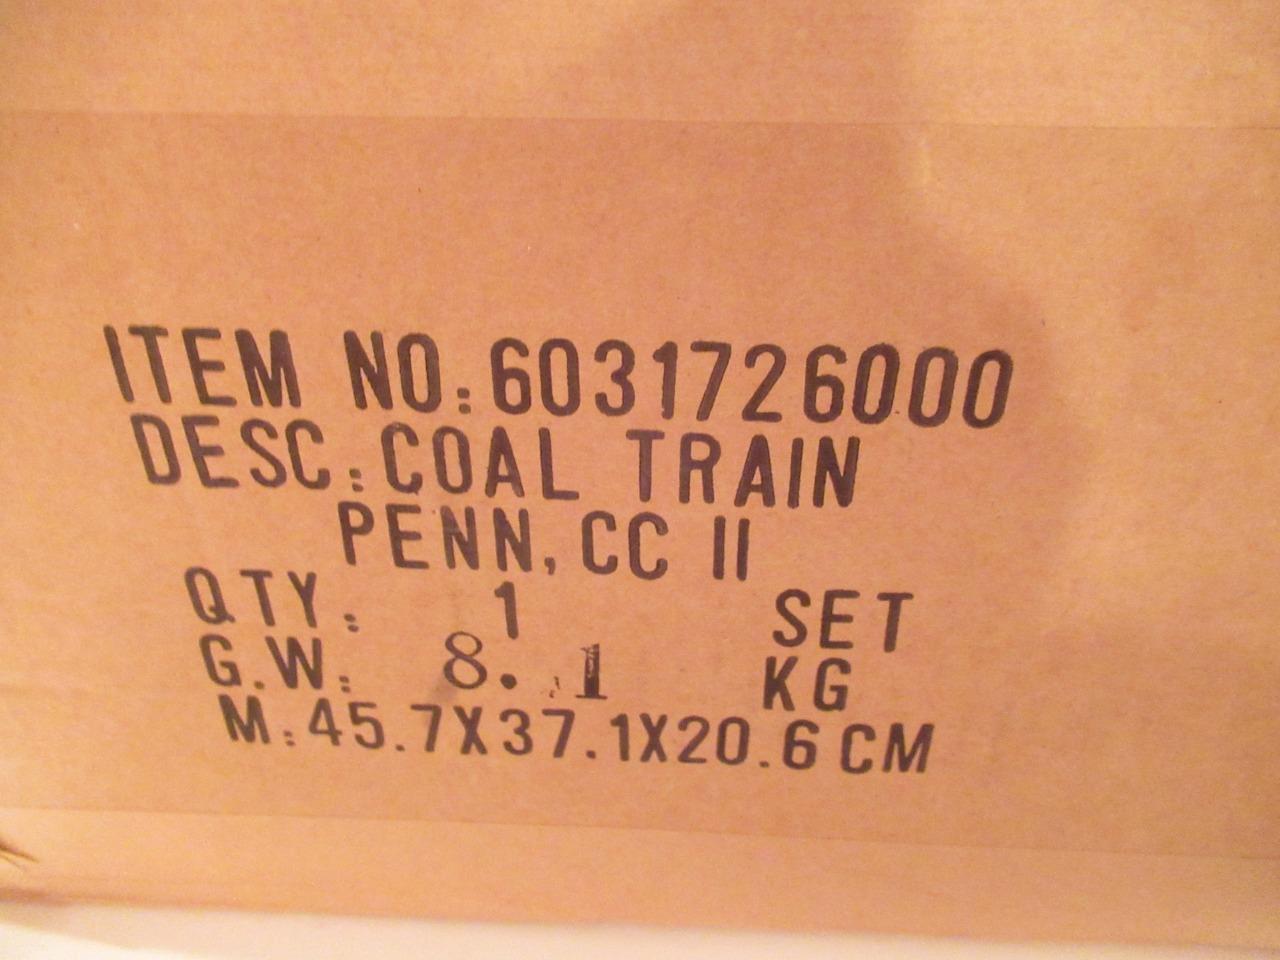 ITEM NO.:6031726000
DESC.:COAL TRAIN
PENN, CC II
QTY.: 1 SET
G.W.: 8.1 KG
M.:45.7X37.1X20.6CM